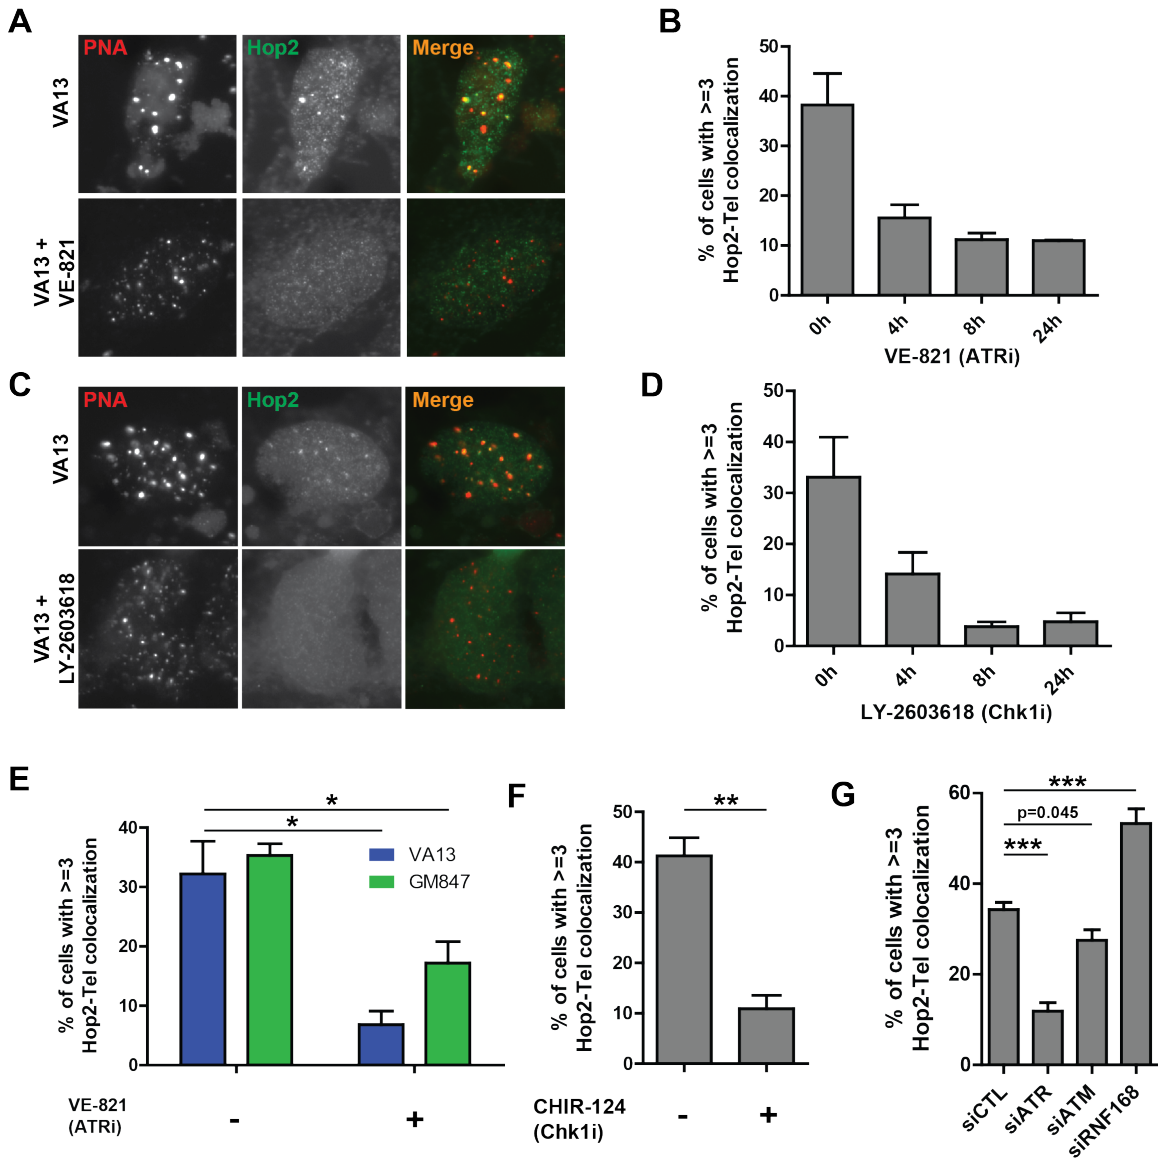 A
PNA
Hop2
Merge
VA13
VA13 +
VE-821
B
% of cells with >=3
Hop2-Tel colocalization
50
40
30
20
10
0
0h
4h
8h
24h
VE-821 (ATRi)
C
PNA
Hop2
Merge
VA13
VA13 +
LY-2603618
D
% of cells with >=3
Hop2-Tel colocalization
50
40
30
20
10
0
0h
4h
8h
24h
LY-2603618 (Chk1i)
E
% of cells with >=3
Hop2-Tel colocalization
40
30
20
10
0
*
*
VA13
GM847
VE-821
(ATRi)
-
+
F
% of cells with >=3
Hop2-Tel colocalization
50
40
30
20
10
0
**
CHIR-124
(Chk1i)
-
+
G
% of cells with >=3
Hop2-Tel colocalization
60
40
20
0
***
p=0.045
***
siCTL
siATR
siATM
siRNF168